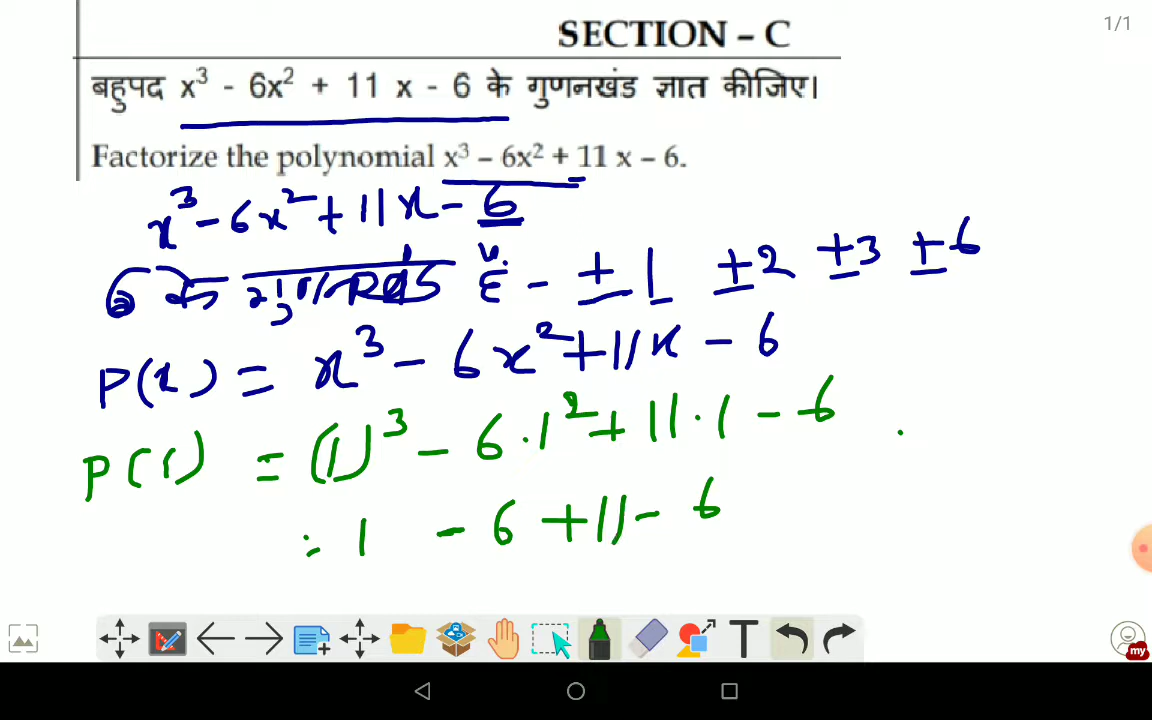 1/1
SECTION – C
बहुपद x³ - 6x² + 11 x - 6 के गुणनखंड ज्ञात कीजिए।
Factorize the polynomial x³ – 6x² + 11 x – 6.
x³ - 6x² + 11x - 6
6 ± 1 ± 2 ± 3 ± 6
P(x) = x³ - 6x² + 11x - 6
P(1) = (1)³ - 6·1² + 11·1 - 6
= 1 - 6 + 11 - 6
T
my